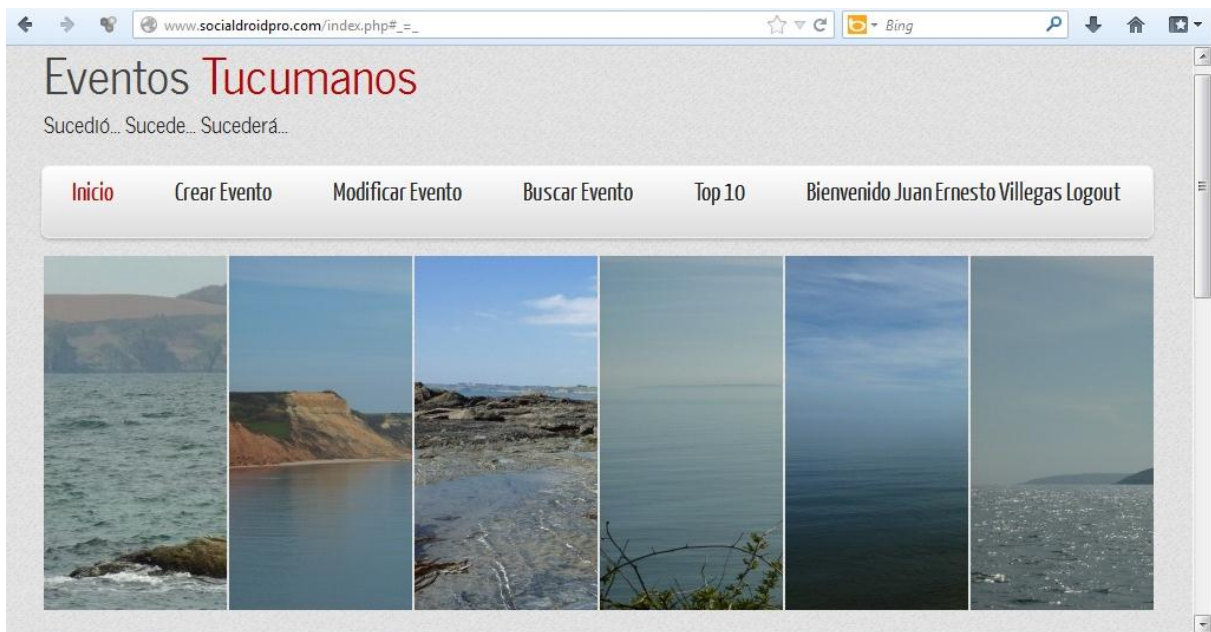 www.socialdroidpro.com/index.php#_=_ Bing
Eventos Tucumanos
Sucedió... Sucede... Sucederá...
Inicio Crear Evento Modificar Evento Buscar Evento Top 10 Bienvenido Juan Ernesto Villegas Logout